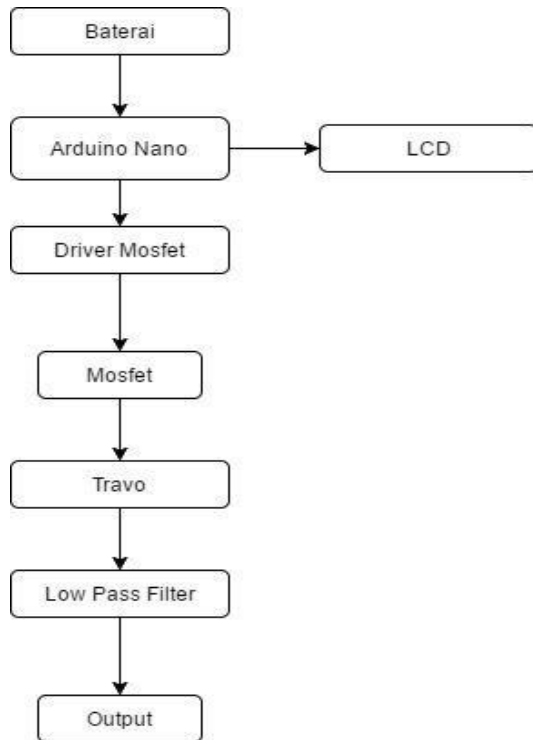 Baterai
Arduino Nano
LCD
Driver Mosfet
Mosfet
Travo
Low Pass Filter
Output